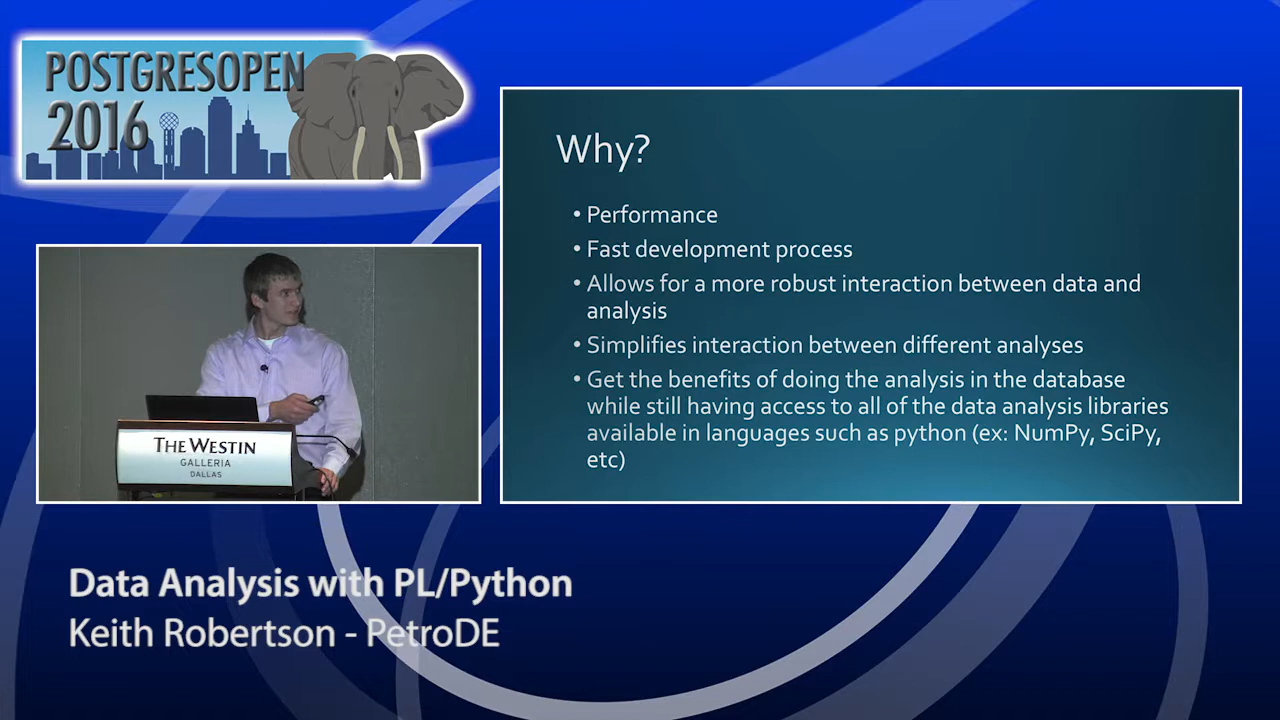 POSTGRESOPEN
2016
Why?
• Performance
• Fast development process
• Allows for a more robust interaction between data and
analysis
• Simplifies interaction between different analyses
• Get the benefits of doing the analysis in the database
while still having access to all of the data analysis libraries
available in languages such as python (ex: NumPy, SciPy,
etc)
THE WESTIN
GALLERIA
DALLAS
Data Analysis with PL/Python
Keith Robertson - PetroDE